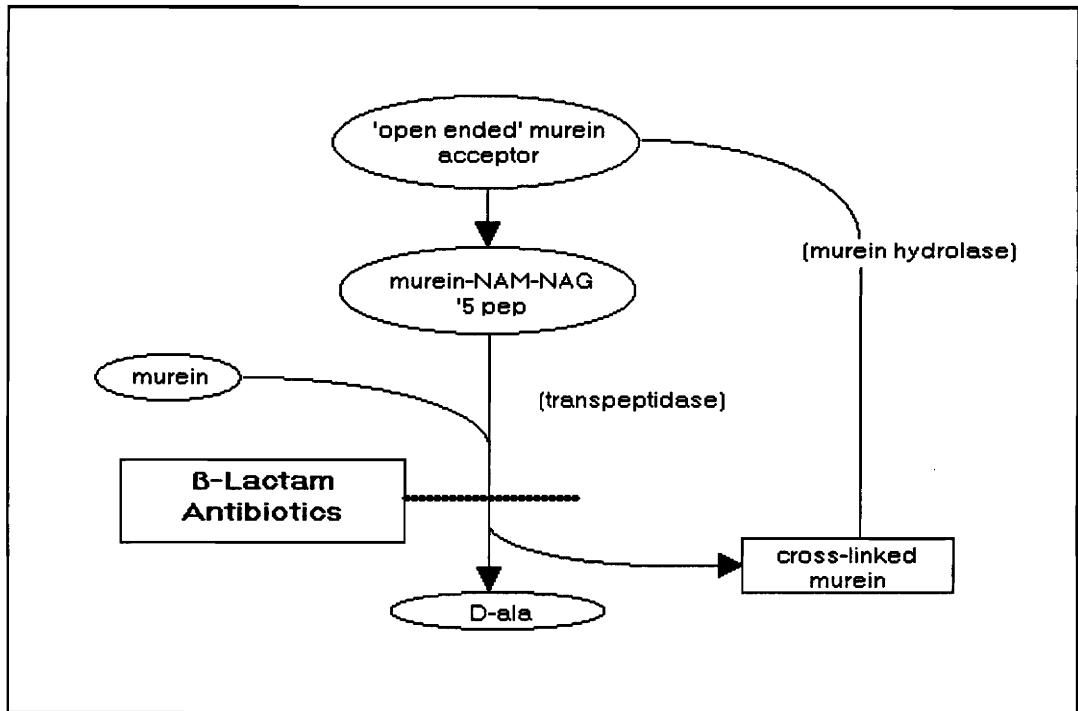 'open ended' murein
acceptor
(murein hydrolase)
murein-NAM-NAG
'5 pep
murein
(transpeptidase)
ß-Lactam
Antibiotics
cross-linked
murein
D-ala